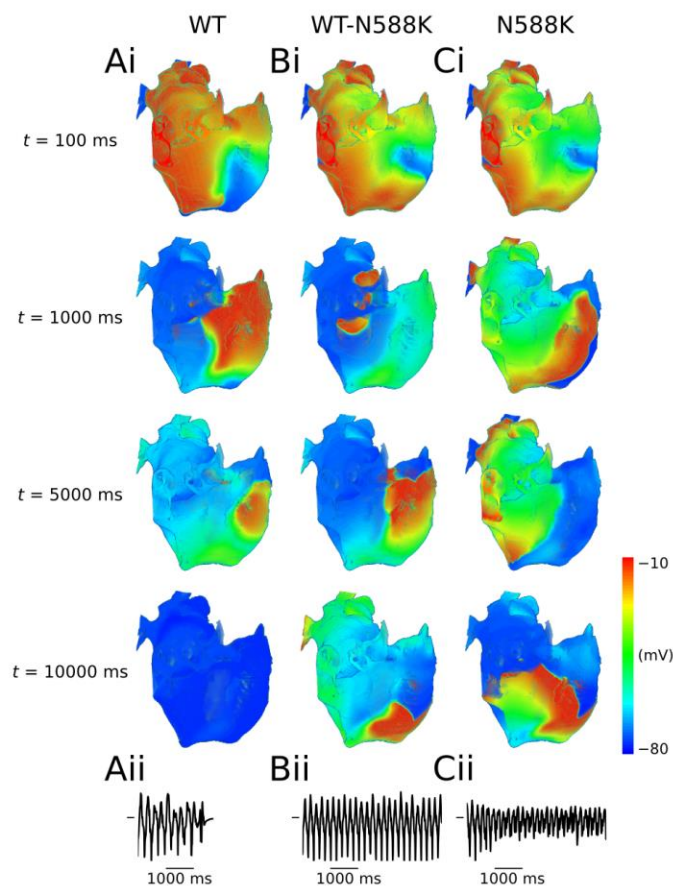 WT WT-N588K N588K
Ai Bi Ci
t = 100 ms
t = 1000 ms
t = 5000 ms
−10
t = 10000 ms
(mV)
−80
Aii Bii Cii
1000 ms 1000 ms 1000 ms